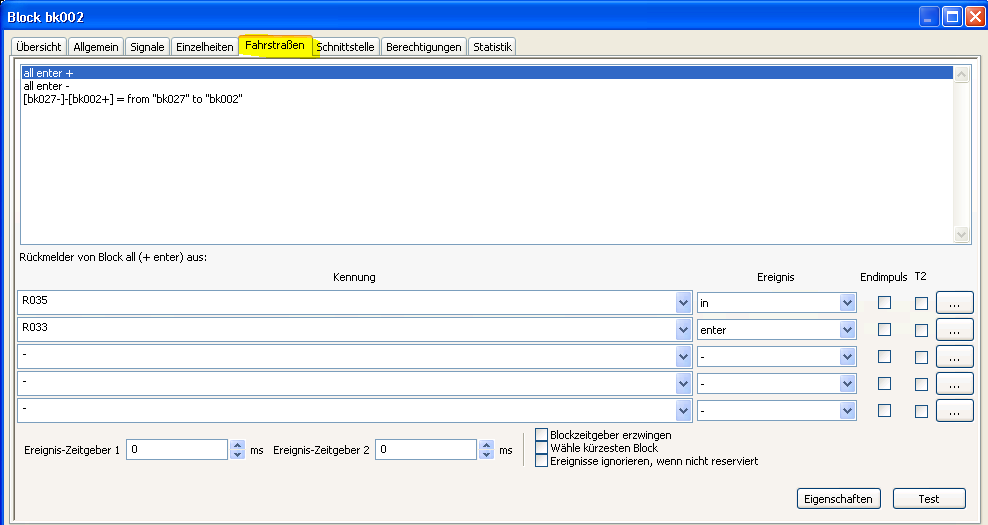 Block bk002
Übersicht Allgemein Signale Einzelheiten Fahrstraßen Schnittstelle Berechtigungen Statistik
all enter +
all enter -
[bk027-]-[bk002+] = from "bk027" to "bk002"
Rückmelder von Block all (+ enter) aus:
Kennung Ereignis Endimpuls T2
R035 in ...
R033 enter ...
- - ...
- - ...
- - ...
Ereignis-Zeitgeber 1 0 ms Ereignis-Zeitgeber 2 0 ms
Blockzeitgeber erzwingen
Wähle kürzesten Block
Ereignisse ignorieren, wenn nicht reserviert
Eigenschaften Test